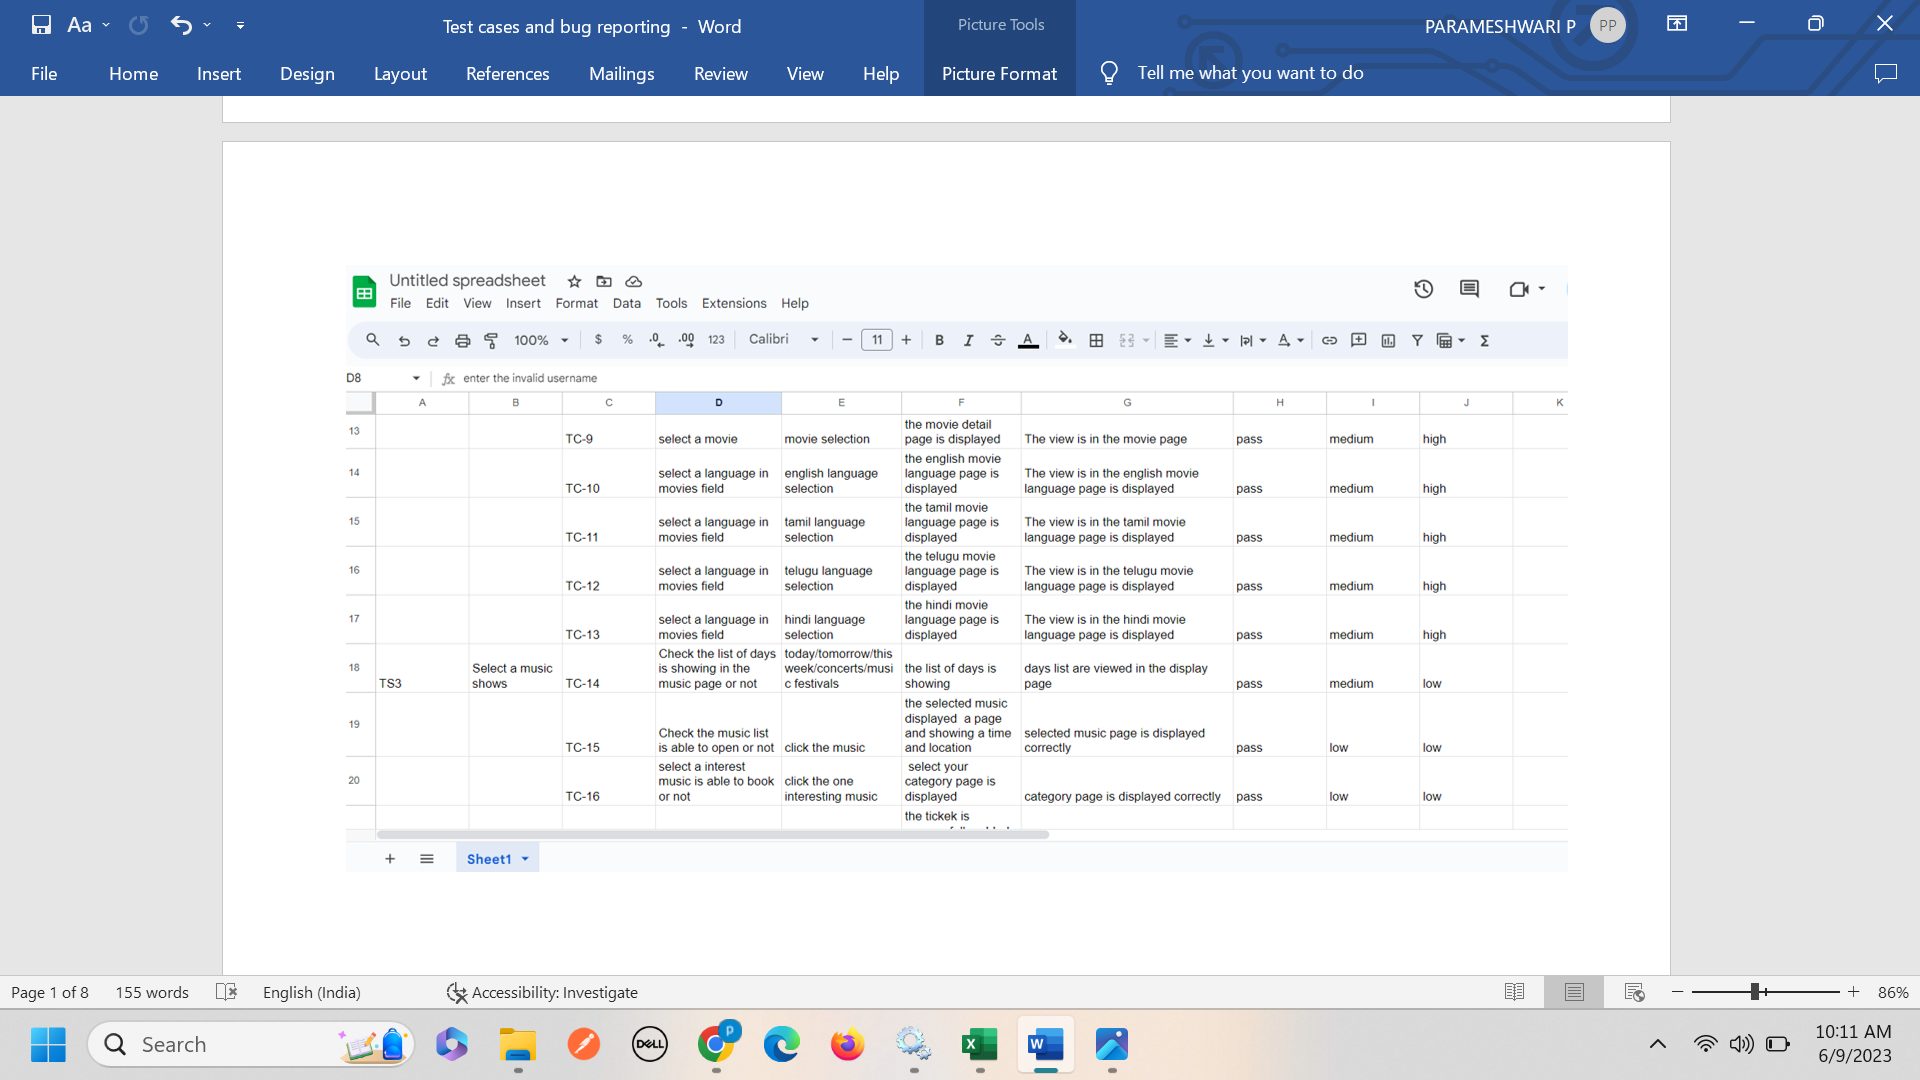 Aa
Test cases and bug reporting - Word
Picture Tools
PARAMESHWARI P
PP
File Home Insert Design Layout References Mailings Review View Help Picture Format Tell me what you want to do
Untitled spreadsheet
File Edit View Insert Format Data Tools Extensions Help
100% $ % .0 .00 123 Calibri 11 B I A
D8 fx enter the invalid username
A B C D E F G H I J K
the movie detail
13
TC-9 select a movie movie selection page is displayed The view is in the movie page pass medium high
the english movie
14 select a language in english language language page is The view is in the english movie
TC-10 movies field selection displayed language page is displayed pass medium high
the tamil movie
15 select a language in tamil language language page is The view is in the tamil movie
TC-11 movies field selection displayed language page is displayed pass medium high
the telugu movie
16 select a language in telugu language language page is The view is in the telugu movie
TC-12 movies field selection displayed language page is displayed pass medium high
the hindi movie
17 select a language in hindi language language page is The view is in the hindi movie
TC-13 movies field selection displayed language page is displayed pass medium high
Check the list of days today/tomorrow/this
18 Select a music is showing in the week/concerts/musi the list of days is days list are viewed in the display
TS3 shows TC-14 music page or not c festivals showing page pass medium low
the selected music
19 displayed a page
Check the music list and showing a time selected music page is displayed
TC-15 is able to open or not click the music and location correctly pass low low
select a interest select your
20 music is able to book click the one category page is
TC-16 or not interesting music displayed category page is displayed correctly pass low low
the tickek is
Sheet1
Page 1 of 8 155 words English (India) Accessibility: Investigate 86%
Search
DELL
p
X
W
10:11 AM
6/9/2023